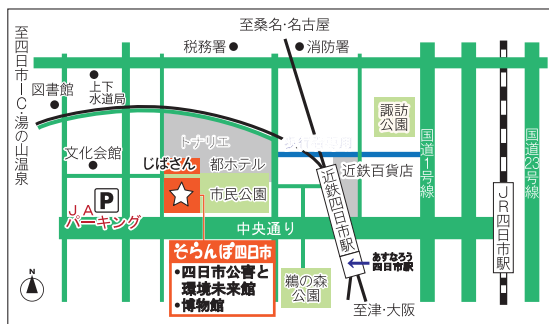 至桑名・名古屋
税務署
消防署
至四日市IC・湯の山温泉
図書館
上下
水道局
諏訪
公園
国道1号線
国道23号線
トナリエ
文化会館
じばさん
都ホテル
近鉄百貨店
P
市民公園
近鉄四日市駅
JR四日市駅
JA
パーキング
中央通り
そらんぽ四日市
・四日市公害と
環境未来館
・博物館
あすなろう
四日市駅
鵜の森
公園
N
至津・大阪